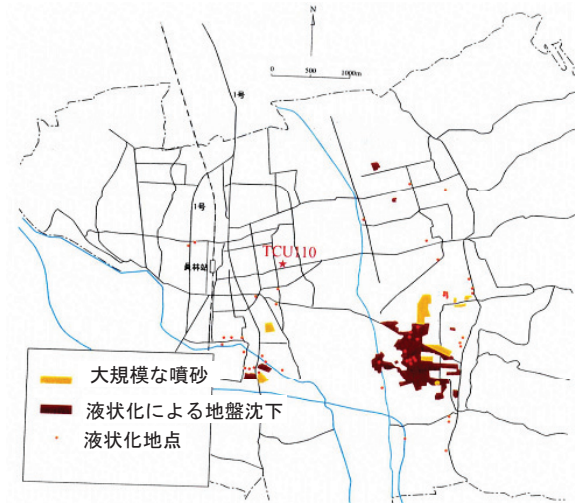 N
0 500 1000m
1号
1号
TCU110
員林站
大規模な噴砂
液状化による地盤沈下
液状化地点